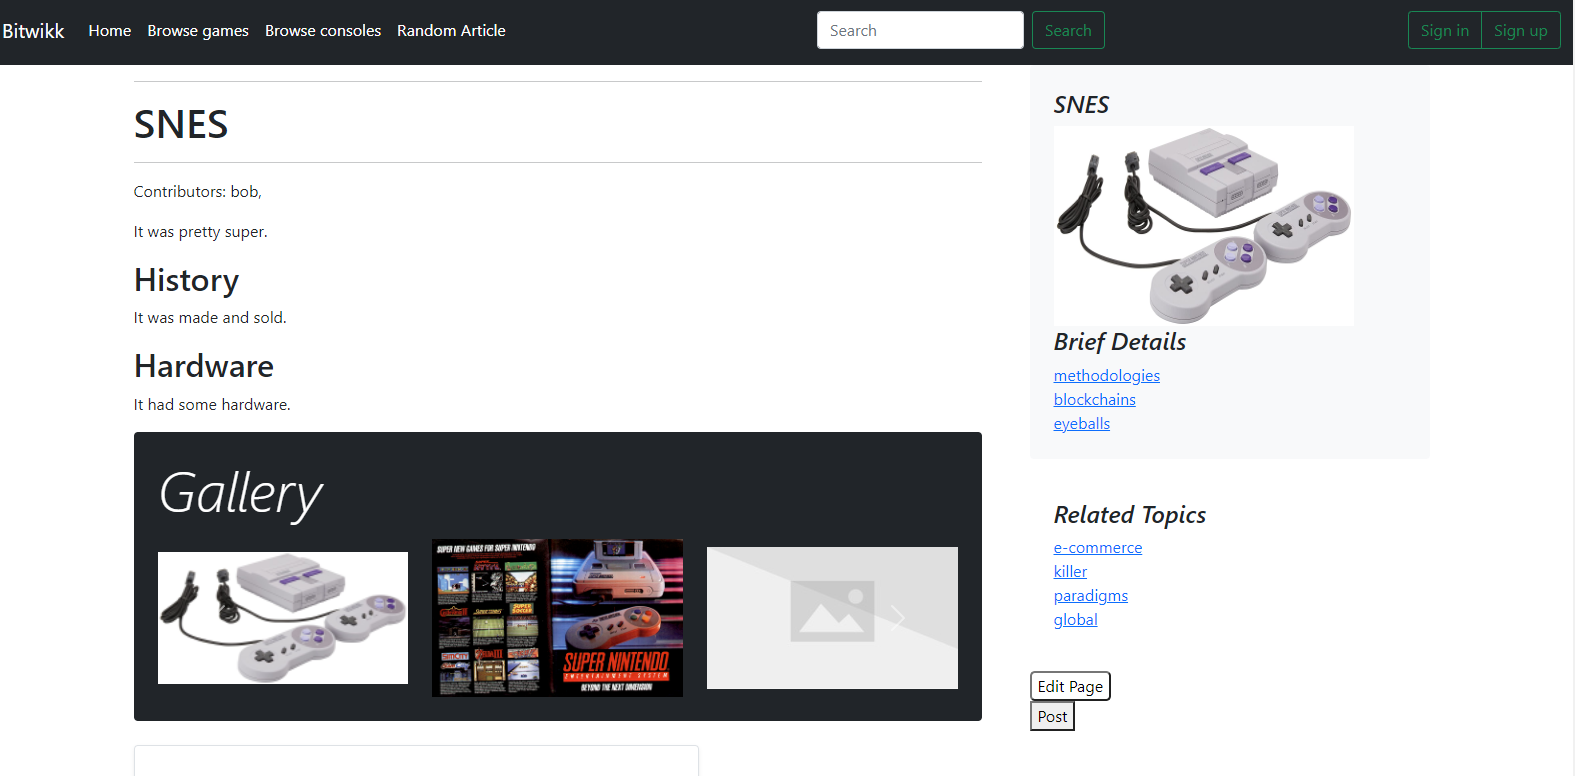 Bitwikk Home Browse games Browse consoles Random Article Search Search Sign in Sign up
SNES
Contributors: bob,
It was pretty super.
History
It was made and sold.
Hardware
It had some hardware.
Gallery
SUPER NEW GAMES FOR SUPER NINTENDO
SUPER SOCCER
SUPER NINTENDO
ENTERTAINMENT SYSTEM
BEYOND THE NEXT DIMENSION
SNES
Brief Details
methodologies
blockchains
eyeballs
Related Topics
e-commerce
killer
paradigms
global
Edit Page
Post